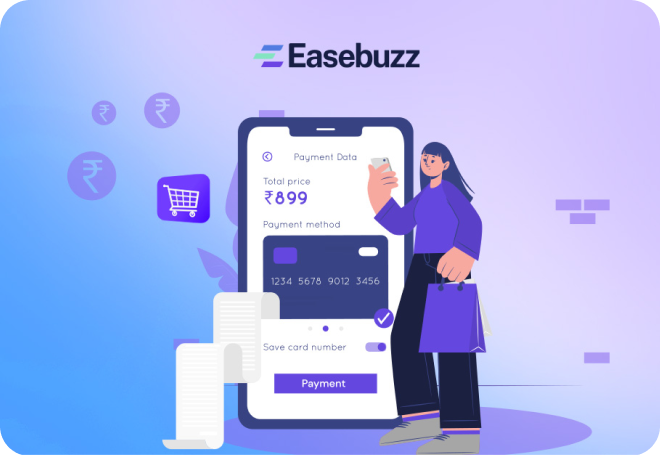 Easebuzz
₹
₹
₹
Payment Data
Total price
₹899
Payment method
1234 5678 9012 3456
Save card number
Payment